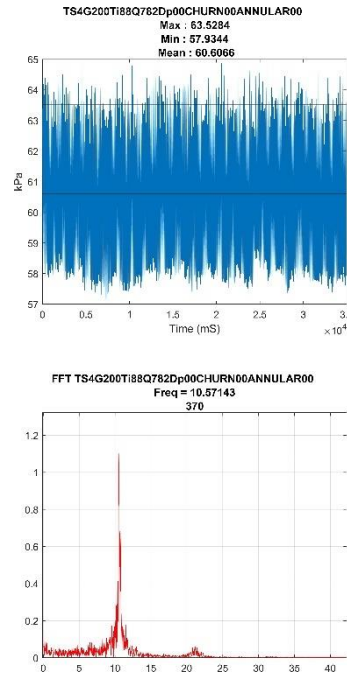 TS4G200Ti88Q782Dp00CHURN00ANNULAR00
Max : 63.5284
Min : 57.9344
Mean : 60.6066
65
64
63
62
61
60
59
58
57
kPa
0 0.5 1 1.5 2 2.5 3 3.
Time (mS)
×10⁴
FFT TS4G200Ti88Q782Dp00CHURN00ANNULAR00
Freq = 10.57143
370
1.2
1
0.8
0.6
0.4
0.2
0
0 5 10 15 20 25 30 35 40